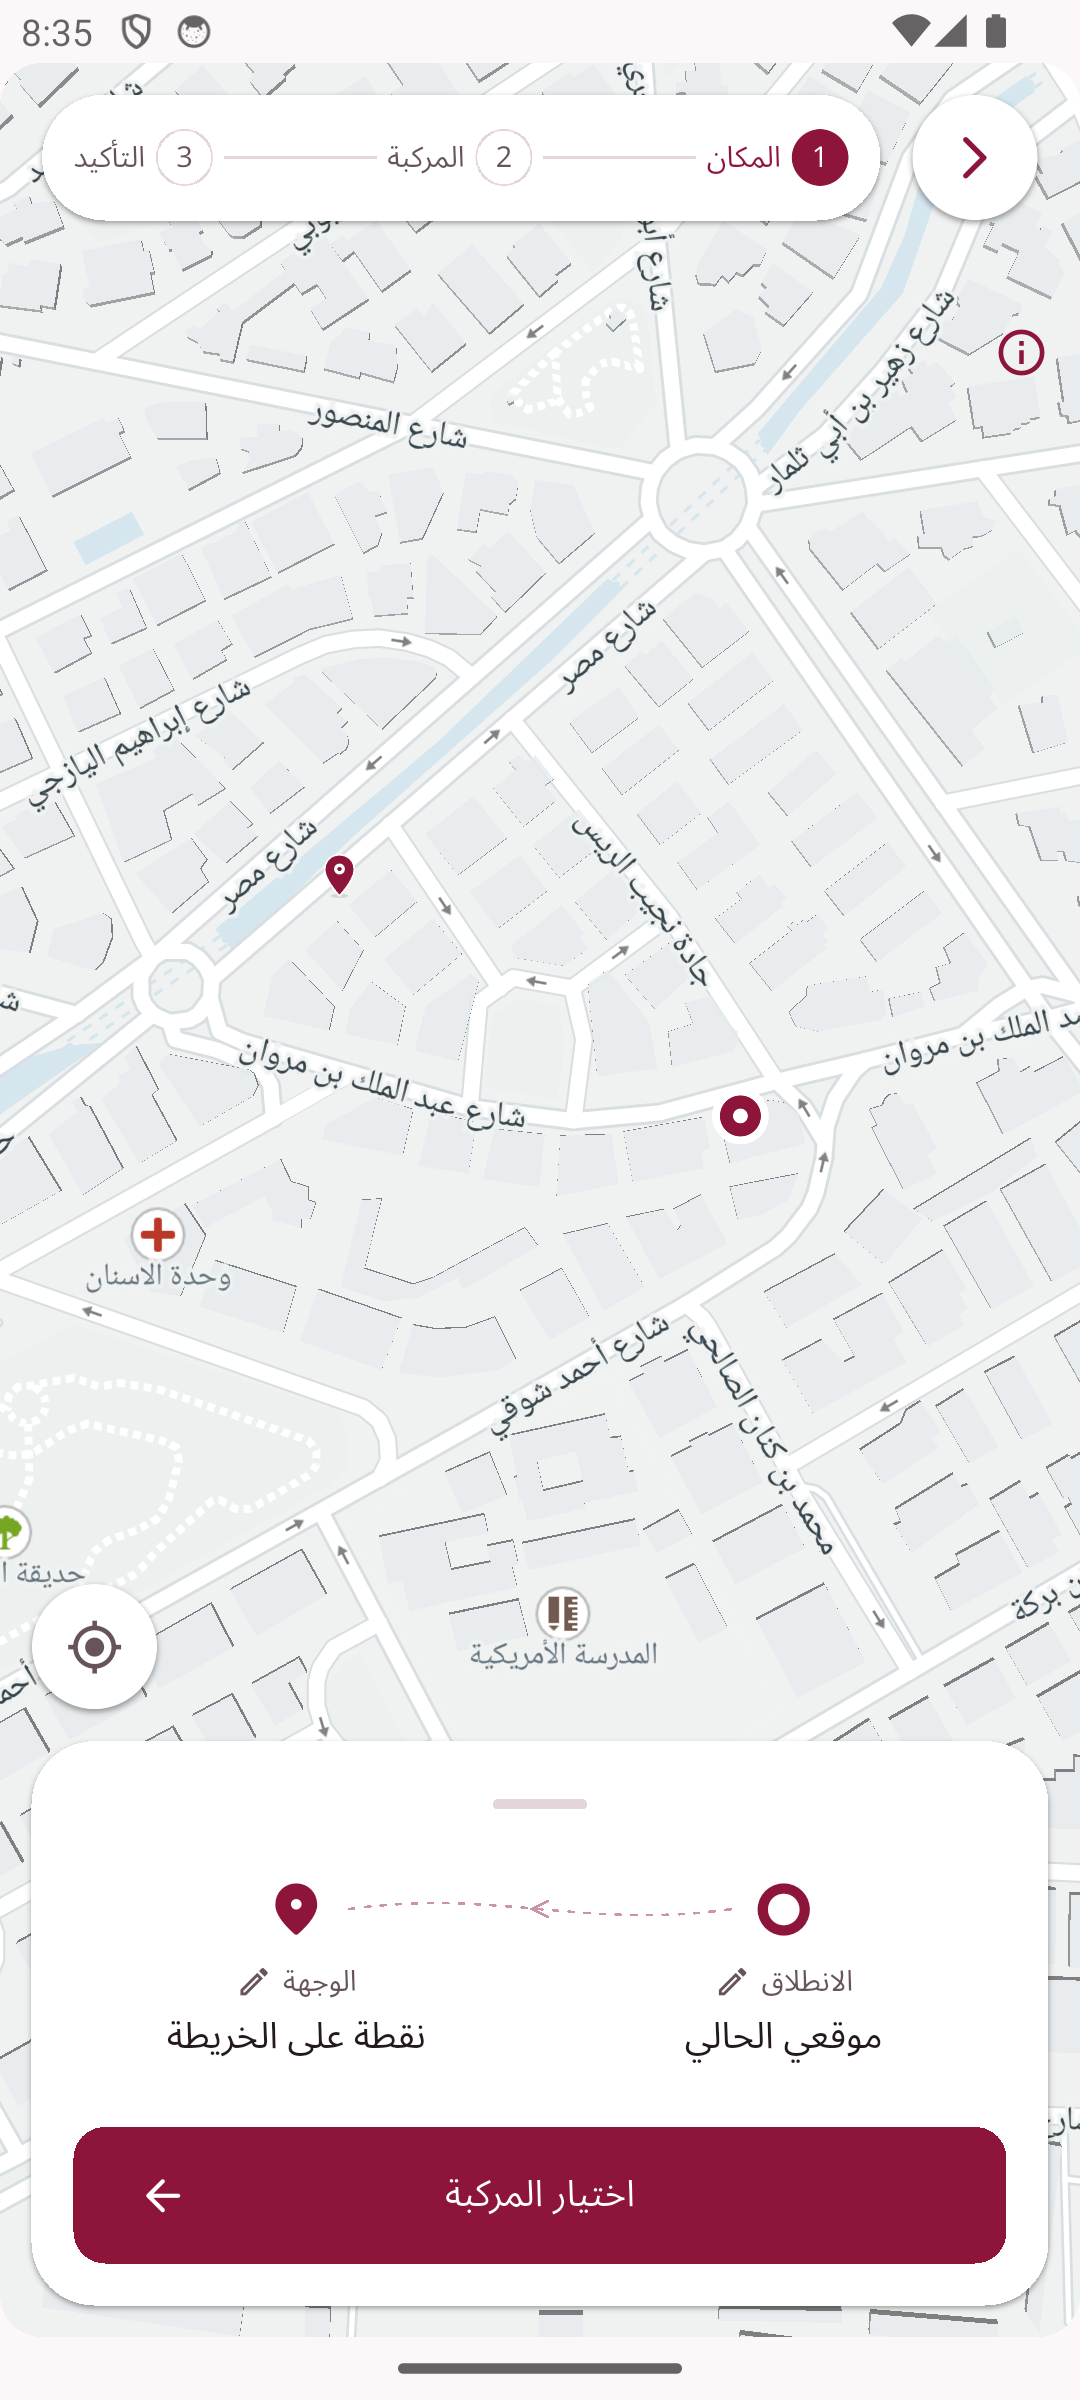 8:35
1 المكان 2 المركبة 3 التأكيد
شارع زهير بن أبي ثلمار
شارع المنصور
شارع مصر
شارع إبراهيم اليازجي
شارع مصر
جادة نجيب الريس
شارع عبد الملك بن مروان
الملك بن مروان
وحدة الاسنان
شارع أحمد شوقي
محمد بن كنان الصالحي
حديقة ا
المدرسة الأمريكية
ن بركة
الانطلاق
موقعي الحالي
الوجهة
نقطة على الخريطة
اختيار المركبة